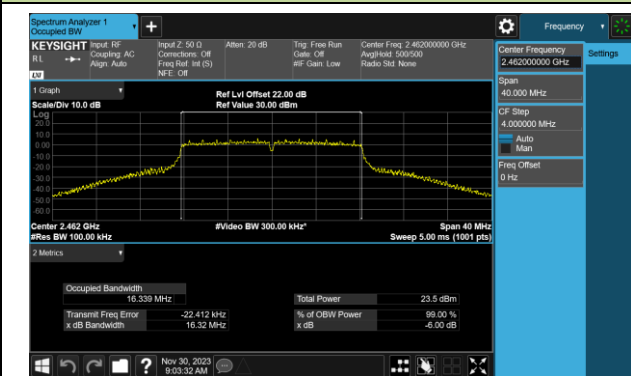 Spectrum Analyzer 1
Occupied BW
Frequency
Settings
KEYSIGHT
RL
LXI
Input: RF
Coupling: AC
Align: Auto
Input Z: 50 Ω
Corrections: Off
Freq Ref: Int (S)
NFE: Off
Atten: 20 dB
Trig: Free Run
Gate: Off
#IF Gain: Low
Center Freq: 2.462000000 GHz
Avg|Hold: 500/500
Radio Std: None
Center Frequency
2.462000000 GHz
Span
40.000 MHz
CF Step
4.000000 MHz
Auto
Man
Freq Offset
0 Hz
1 Graph
Scale/Div 10.0 dB
Ref Lvl Offset 22.00 dB
Ref Value 30.00 dBm
Log
20.0
10.0
0.00
-10.0
-20.0
-30.0
-40.0
-50.0
-60.0
Center 2.462 GHz
#Res BW 100.00 kHz
#Video BW 300.00 kHz*
Span 40 MHz
Sweep 5.00 ms (1001 pts)
2 Metrics
Occupied Bandwidth
16.339 MHz
Transmit Freq Error -22.412 kHz
x dB Bandwidth 16.32 MHz
Total Power 23.5 dBm
% of OBW Power 99.00 %
x dB -6.00 dB
Nov 30, 2023
9:03:32 AM